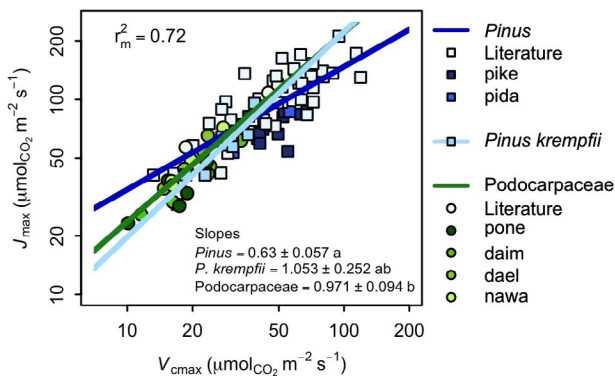 r²m = 0.72
200
100
50
20
10
Jmax (μmolCO2 m−2 s−1)
Slopes
Pinus = 0.63 ± 0.057 a
P. krempfii = 1.053 ± 0.252 ab
Podocarpaceae = 0.971 ± 0.094 b
10 20 50 100 200
Vcmax (μmolCO2 m−2 s−1)
Pinus
Literature
pike
pida
Pinus krempfii
Podocarpaceae
Literature
pone
daim
dael
nawa